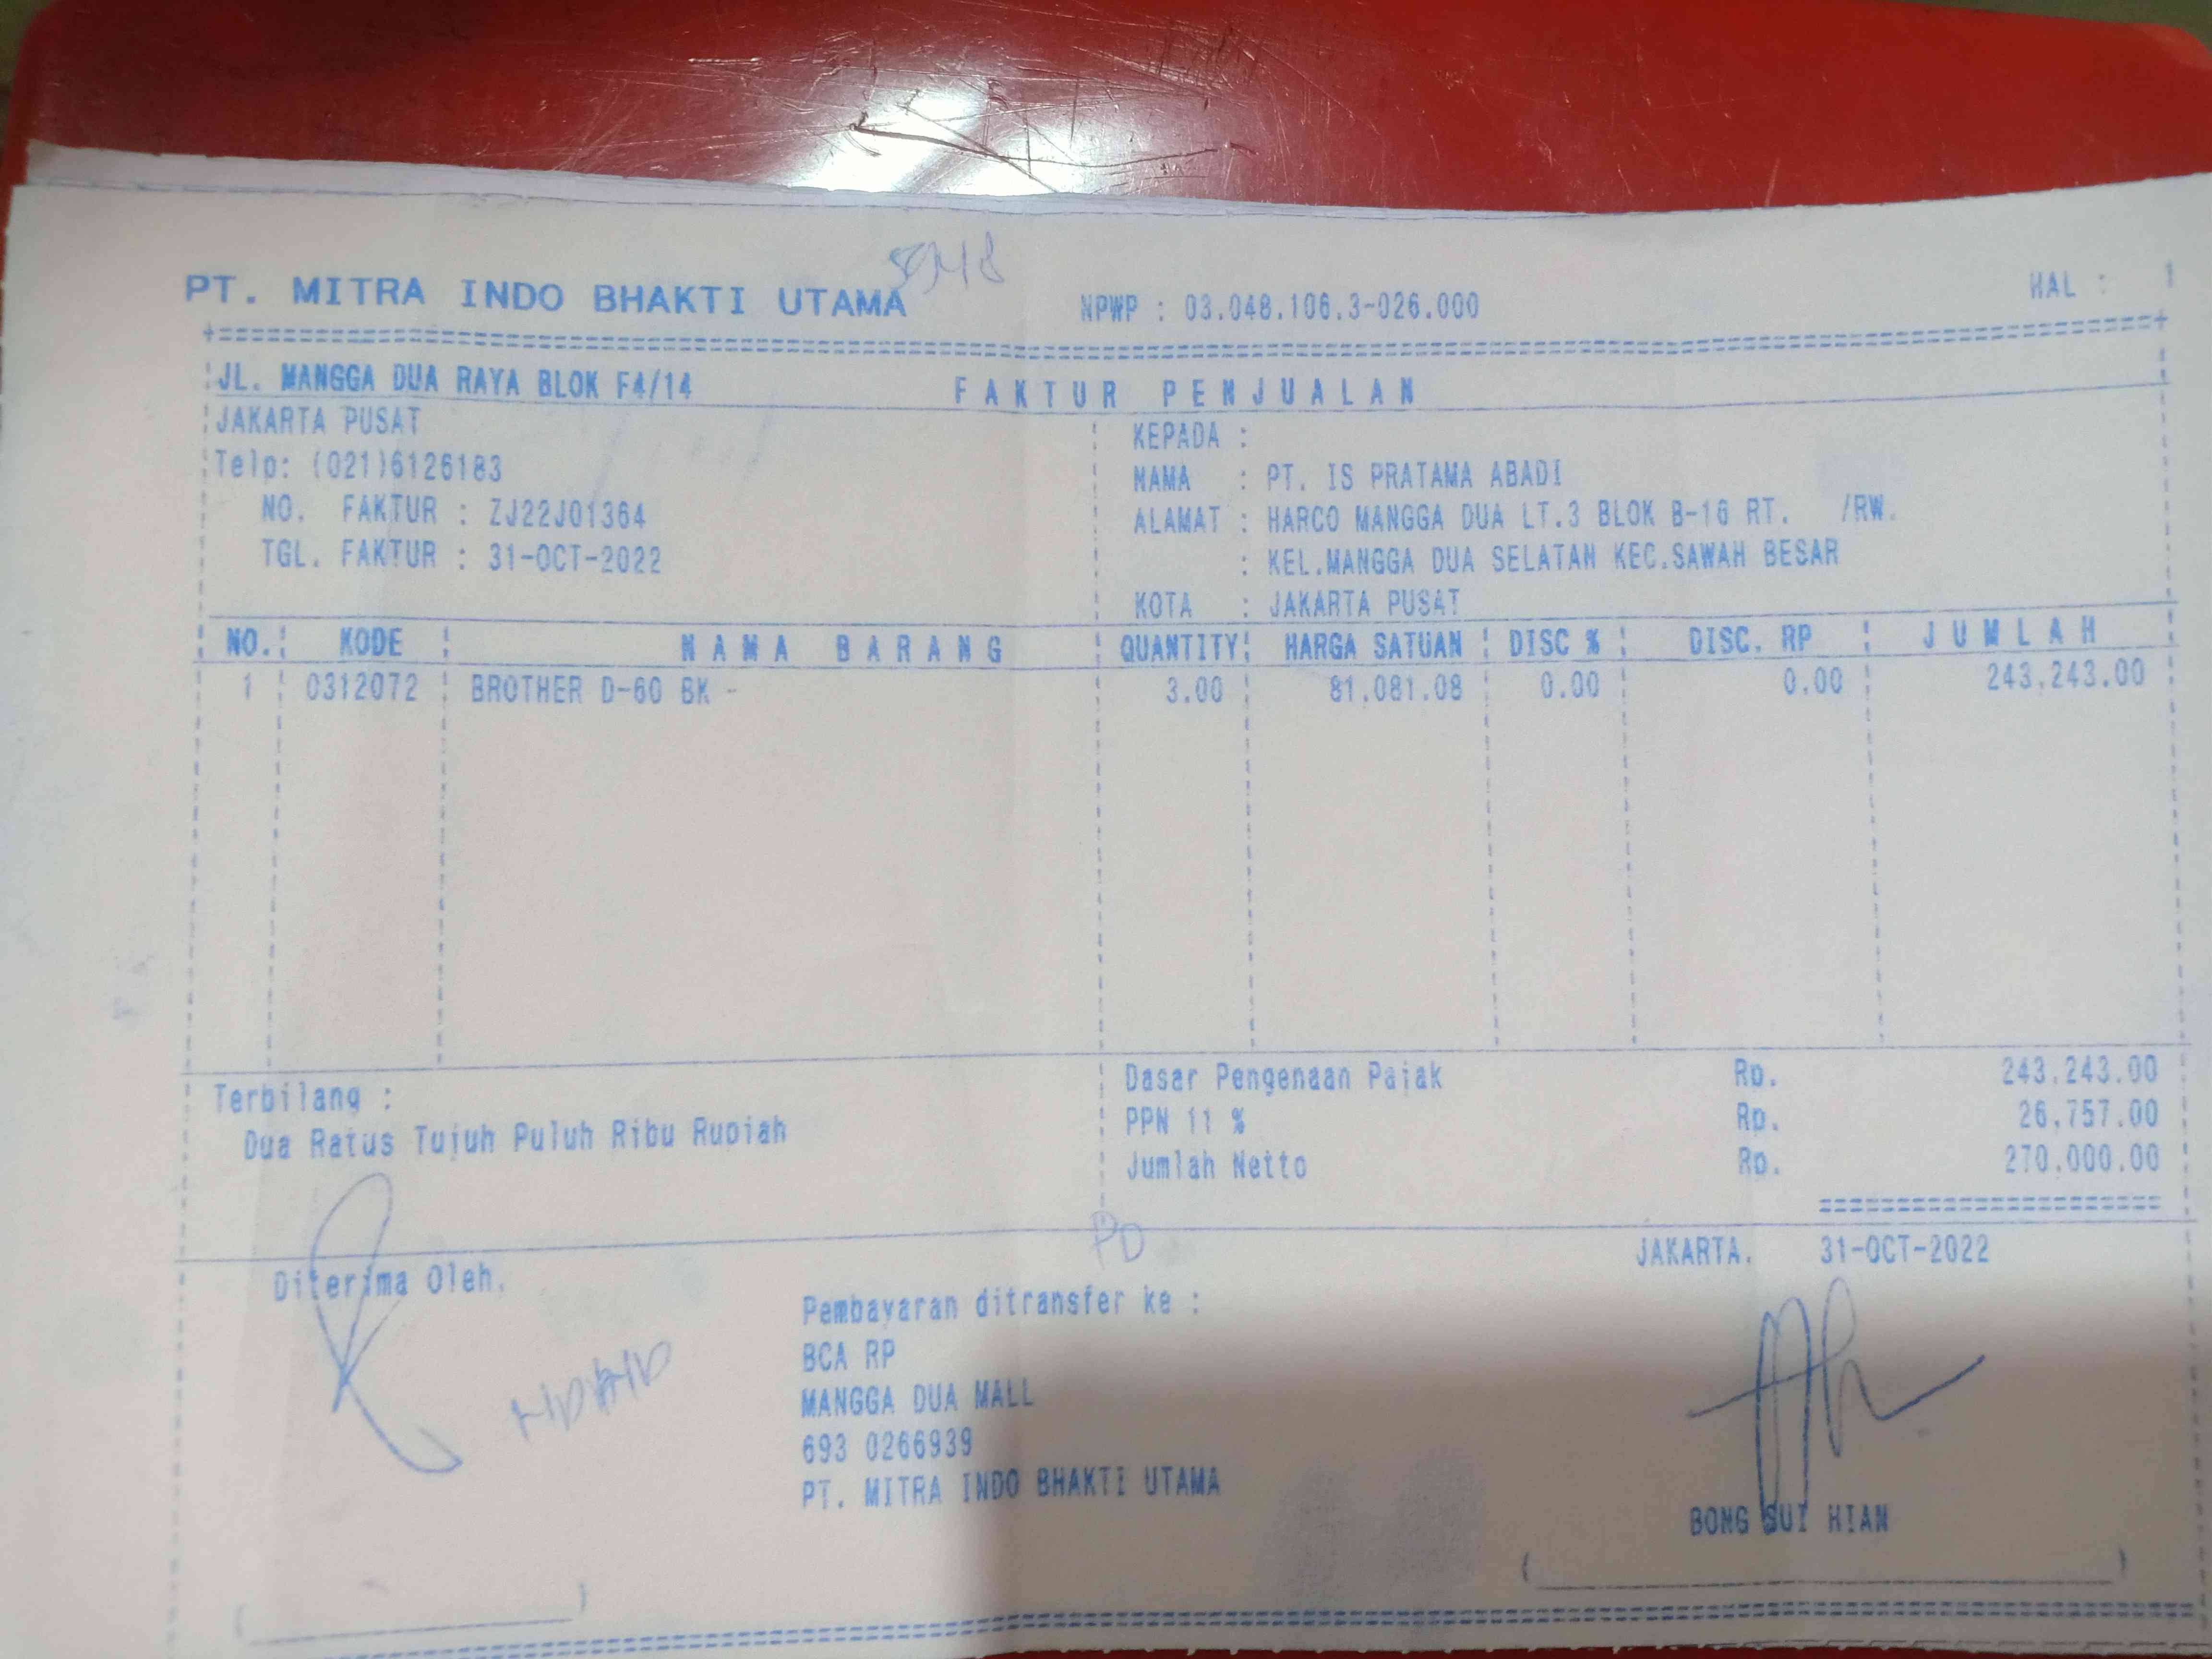 PT. MITRA INDO BHAKTI UTAMA NPWP : 03.048.106.3-026.000 HAL : 1
JL. MANGGA DUA RAYA BLOK F4/14 FAKTUR PENJUALAN
JAKARTA PUSAT
Telp: (021)6126183
NO. FAKTUR : ZJ22J01364
TGL. FAKTUR : 31-OCT-2022
KEPADA :
NAMA : PT. IS PRATAMA ABADI
ALAMAT : HARCO MANGGA DUA LT.3 BLOK B-16 RT. /RW.
: KEL.MANGGA DUA SELATAN KEC.SAWAH BESAR
KOTA : JAKARTA PUSAT
NO. KODE NAMA BARANG QUANTITY HARGA SATUAN DISC % DISC. RP JUMLAH
1 0312072 BROTHER D-60 BK - 3.00 81.081.08 0.00 0.00 243.243.00
Terbilang :
Dua Ratus Tujuh Puluh Ribu Rupiah
Dasar Pengenaan Pajak Rp. 243.243.00
PPN 11 % Rp. 26.757.00
Jumlah Netto Rp. 270.000.00
PD
JAKARTA. 31-OCT-2022
Diterima Oleh.
Pembayaran ditransfer ke :
BCA RP
MANGGA DUA MALL
693 0266939
PT. MITRA INDO BHAKTI UTAMA
BONG SUI HIAN